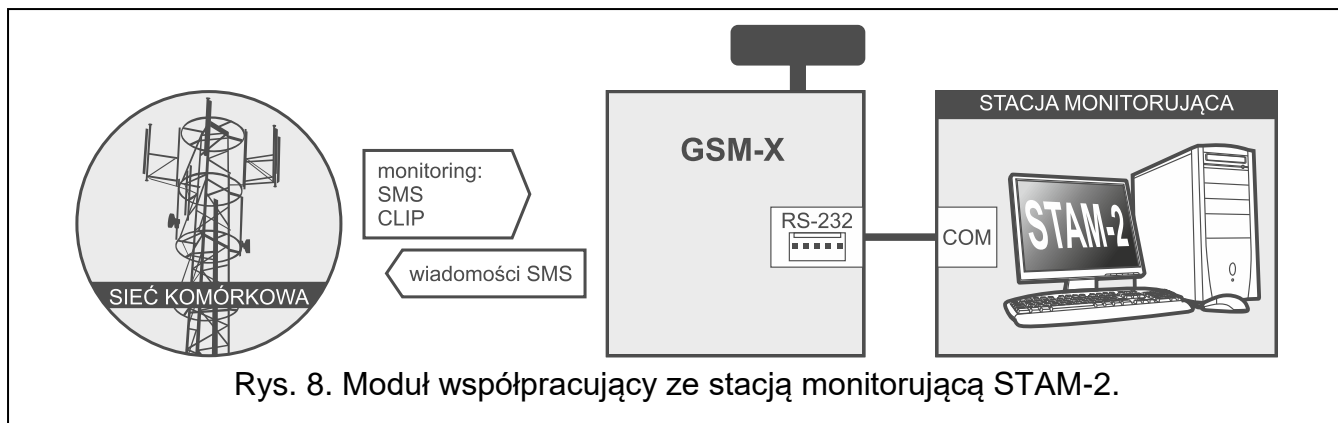 SIEĆ KOMÓRKOWA
monitoring:
SMS
CLIP
wiadomości SMS
GSM-X
RS-232
COM
STACJA MONITORUJĄCA
STAM-2
Rys. 8. Moduł współpracujący ze stacją monitorującą STAM-2.